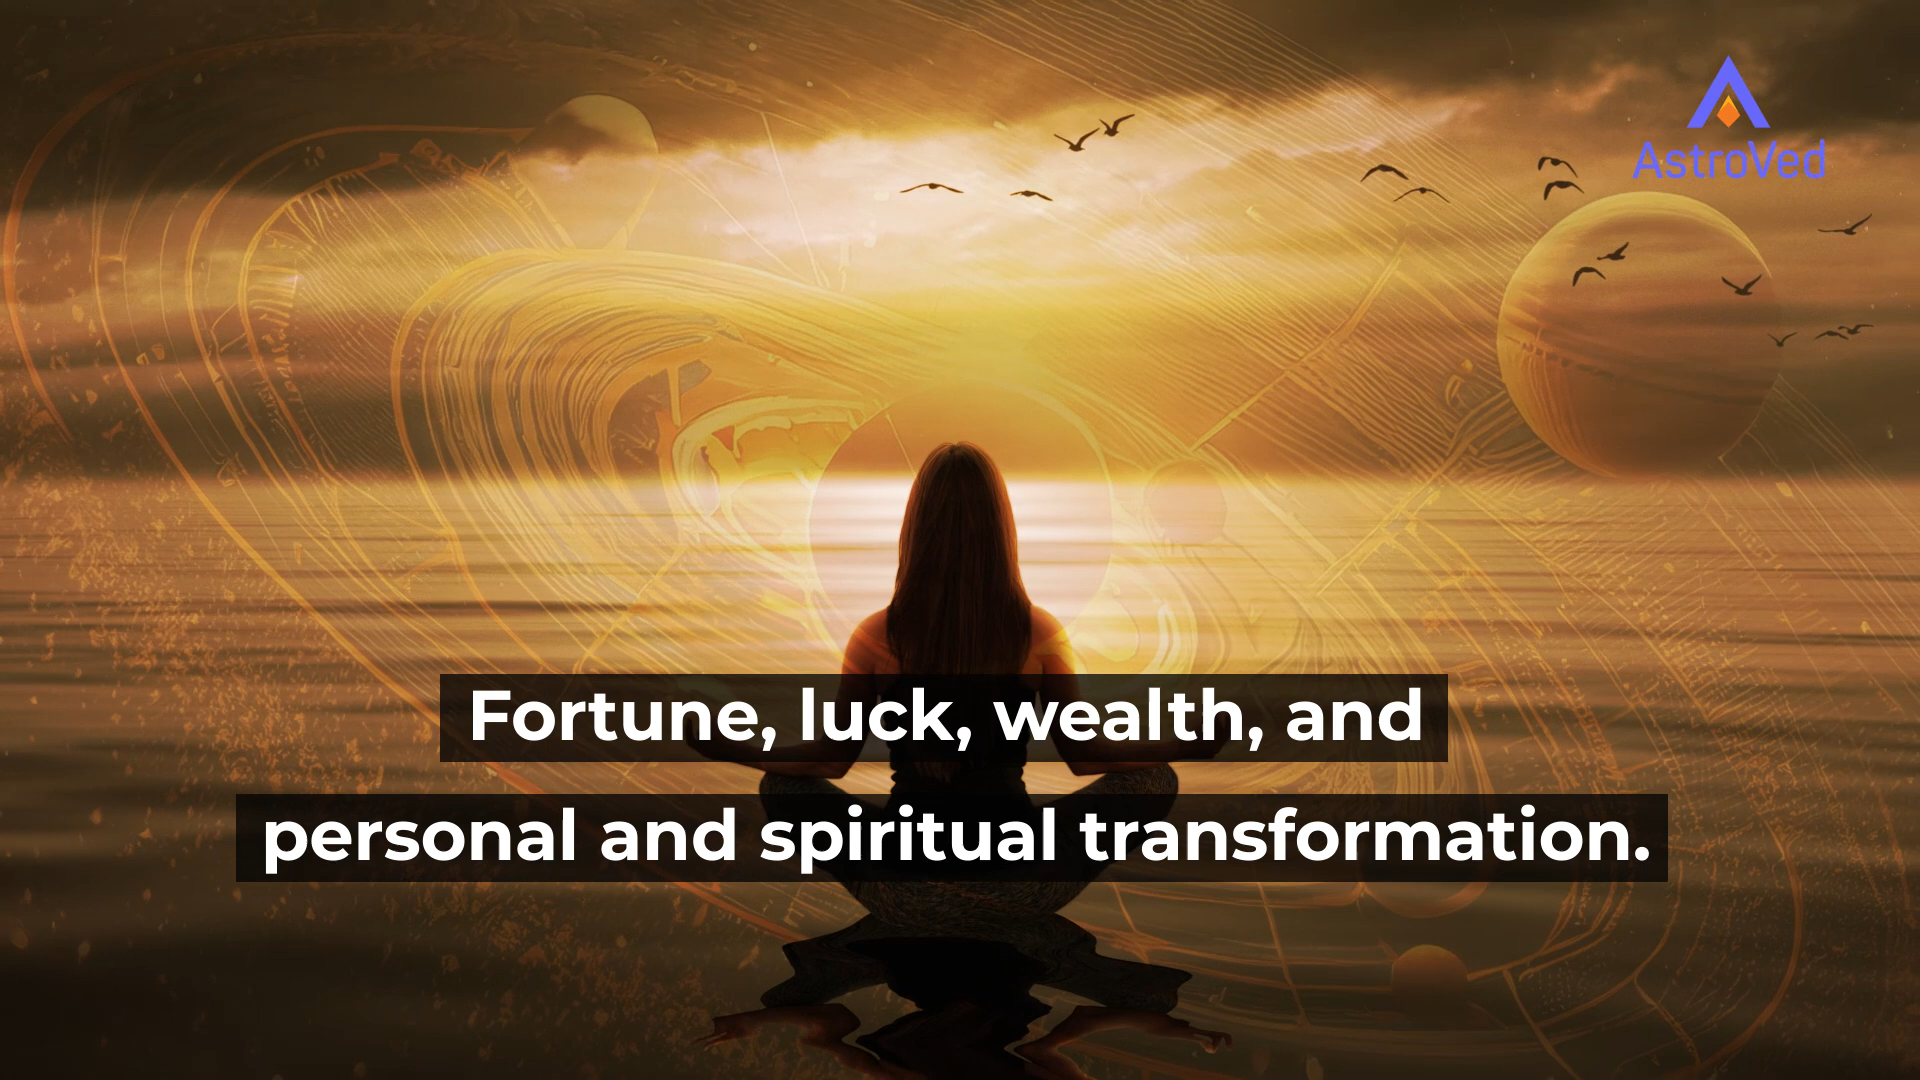 AstroVed
Fortune, luck, wealth, and
personal and spiritual transformation.